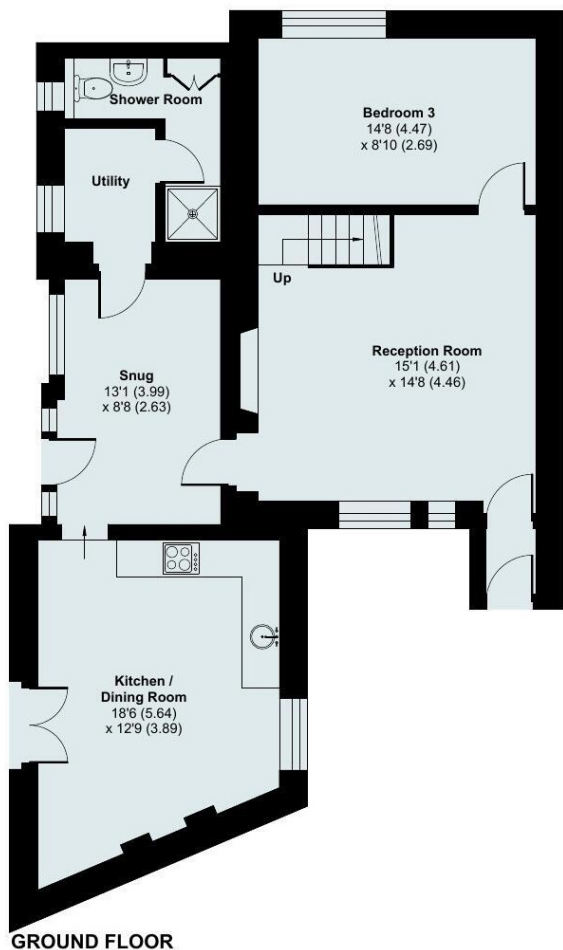 Shower Room
Bedroom 3
14'8 (4.47)
x 8'10 (2.69)
Utility
Up
Snug
13'1 (3.99)
x 8'8 (2.63)
Reception Room
15'1 (4.61)
x 14'8 (4.46)
Kitchen /
Dining Room
18'6 (5.64)
x 12'9 (3.89)
GROUND FLOOR